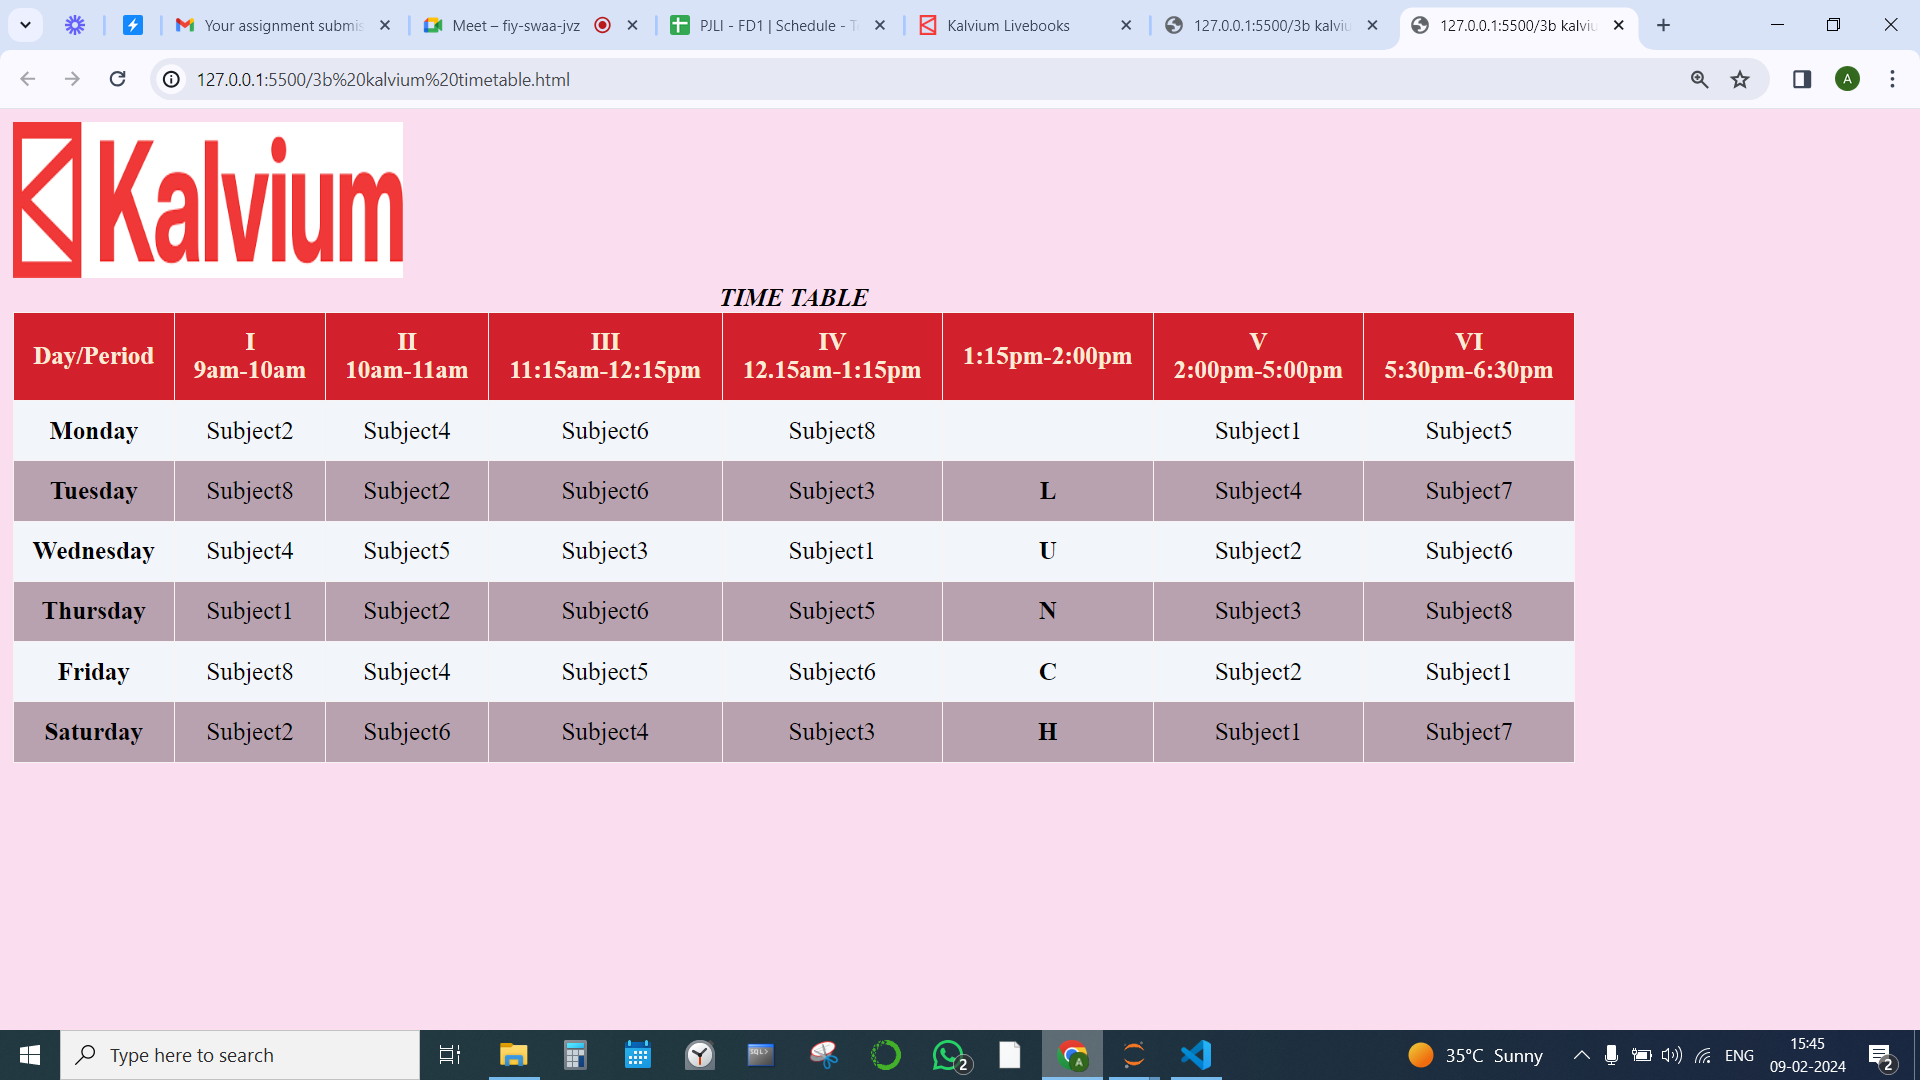 Your assignment submis
Meet – fiy-swaa-jvz
PJLI - FD1 | Schedule - T
Kalvium Livebooks
127.0.0.1:5500/3b kalviu
127.0.0.1:5500/3b kalviu
127.0.0.1:5500/3b%20kalvium%20timetable.html
A
Kalvium
TIME TABLE
Day/Period I 9am-10am II 10am-11am III 11:15am-12:15pm IV 12.15am-1:15pm 1:15pm-2:00pm V 2:00pm-5:00pm VI 5:30pm-6:30pm
Monday Subject2 Subject4 Subject6 Subject8 Subject1 Subject5
Tuesday Subject8 Subject2 Subject6 Subject3 L Subject4 Subject7
Wednesday Subject4 Subject5 Subject3 Subject1 U Subject2 Subject6
Thursday Subject1 Subject2 Subject6 Subject5 N Subject3 Subject8
Friday Subject8 Subject4 Subject5 Subject6 C Subject2 Subject1
Saturday Subject2 Subject6 Subject4 Subject3 H Subject1 Subject7
Type here to search
SQL>
2
A
35°C Sunny
ENG
15:45
09-02-2024
2